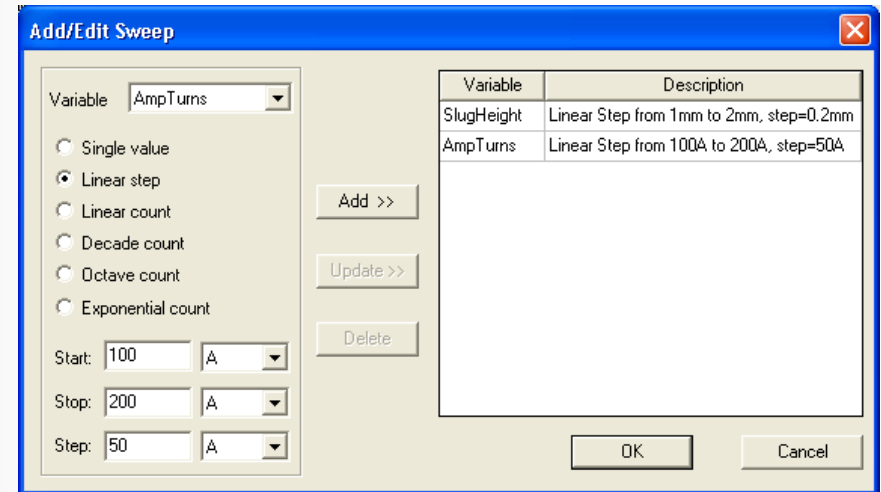 Add/Edit Sweep
Variable AmpTurns
Single value
Linear step
Linear count
Decade count
Octave count
Exponential count
Start: 100 A
Stop: 200 A
Step: 50 A
Add >>
Update >>
Delete
Variable Description
SlugHeight Linear Step from 1mm to 2mm, step=0.2mm
AmpTurns Linear Step from 100A to 200A, step=50A
OK Cancel